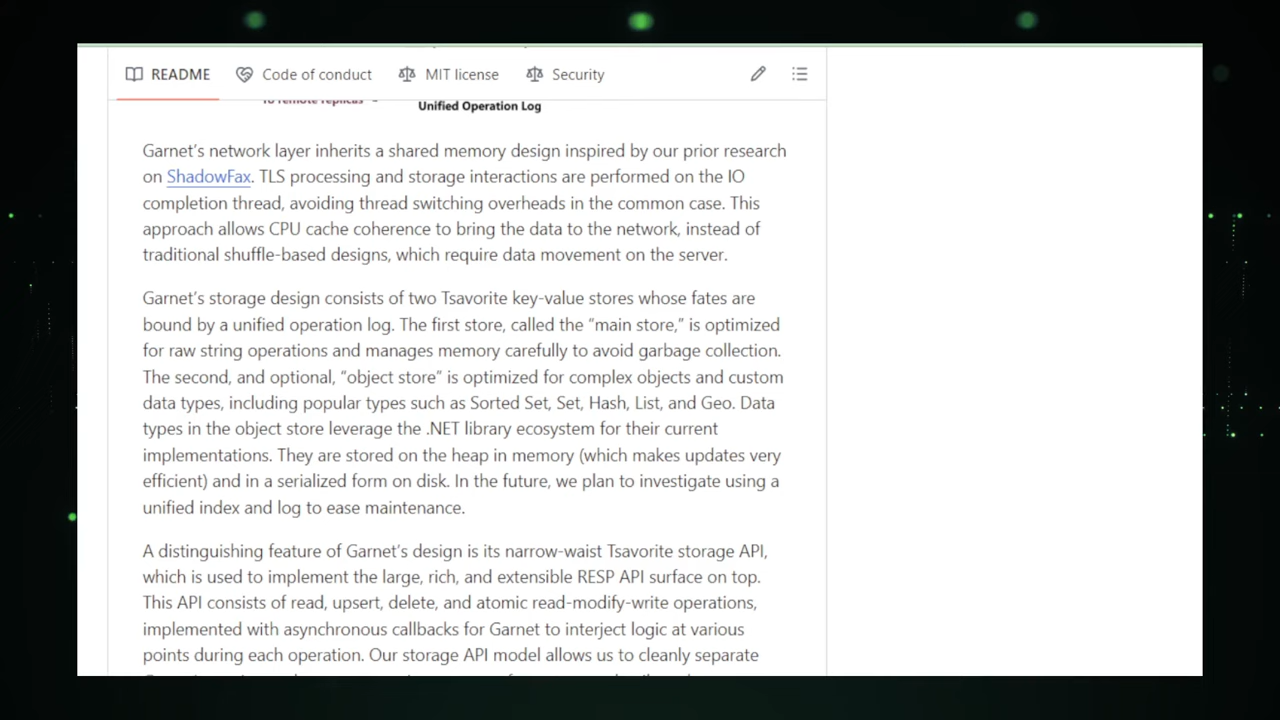 README
Code of conduct
MIT license
Security
To remote replicas
Unified Operation Log
Garnet’s network layer inherits a shared memory design inspired by our prior research
on ShadowFax. TLS processing and storage interactions are performed on the IO
completion thread, avoiding thread switching overheads in the common case. This
approach allows CPU cache coherence to bring the data to the network, instead of
traditional shuffle-based designs, which require data movement on the server.
Garnet’s storage design consists of two Tsavorite key-value stores whose fates are
bound by a unified operation log. The first store, called the “main store,” is optimized
for raw string operations and manages memory carefully to avoid garbage collection.
The second, and optional, “object store” is optimized for complex objects and custom
data types, including popular types such as Sorted Set, Set, Hash, List, and Geo. Data
types in the object store leverage the .NET library ecosystem for their current
implementations. They are stored on the heap in memory (which makes updates very
efficient) and in a serialized form on disk. In the future, we plan to investigate using a
unified index and log to ease maintenance.
A distinguishing feature of Garnet’s design is its narrow-waist Tsavorite storage API,
which is used to implement the large, rich, and extensible RESP API surface on top.
This API consists of read, upsert, delete, and atomic read-modify-write operations,
implemented with asynchronous callbacks for Garnet to interject logic at various
points during each operation. Our storage API model allows us to cleanly separate